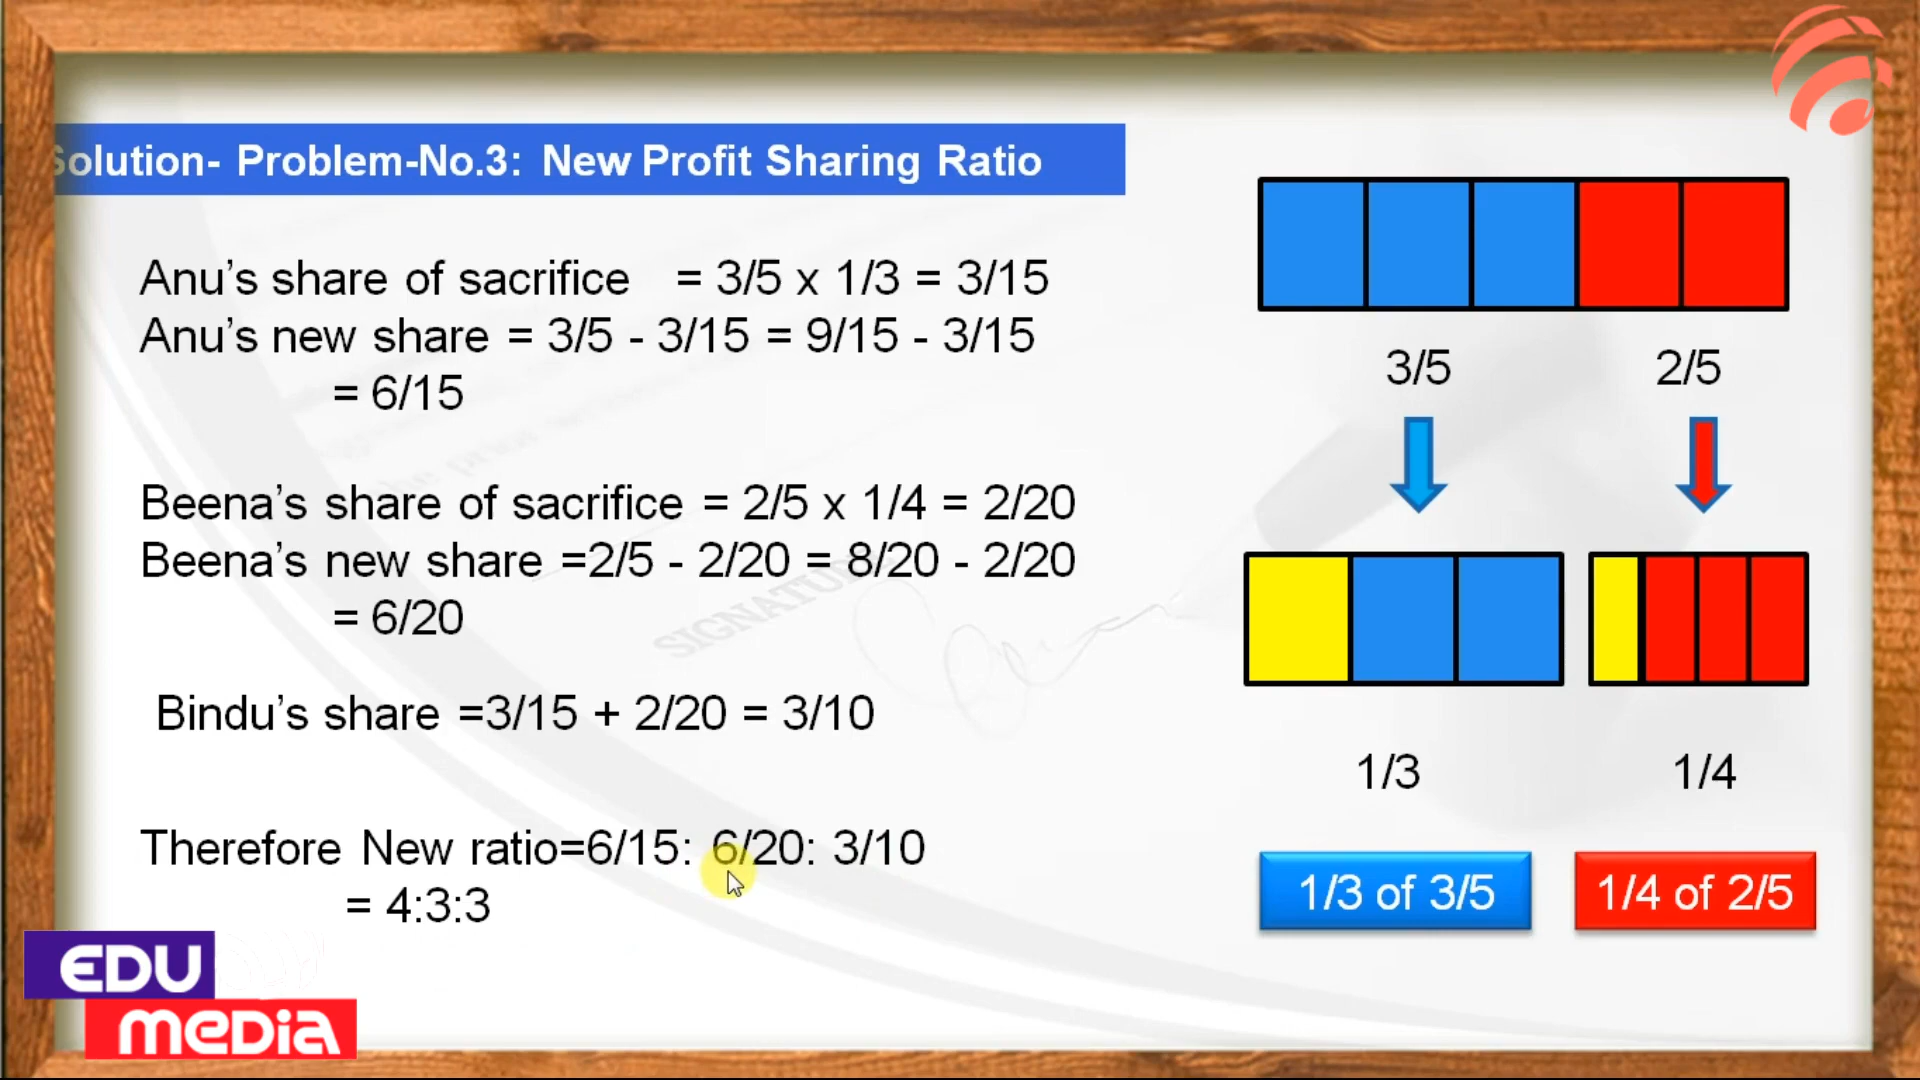 Solution- Problem-No.3: New Profit Sharing Ratio
Anu’s share of sacrifice = 3/5 x 1/3 = 3/15
Anu’s new share = 3/5 - 3/15 = 9/15 - 3/15
= 6/15
Beena’s share of sacrifice = 2/5 x 1/4 = 2/20
Beena’s new share =2/5 - 2/20 = 8/20 - 2/20
= 6/20
Bindu’s share =3/15 + 2/20 = 3/10
Therefore New ratio=6/15: 6/20: 3/10
= 4:3:3
3/5 2/5
1/3 1/4
1/3 of 3/5 1/4 of 2/5
SIGNATURE
EDU
MEDIA